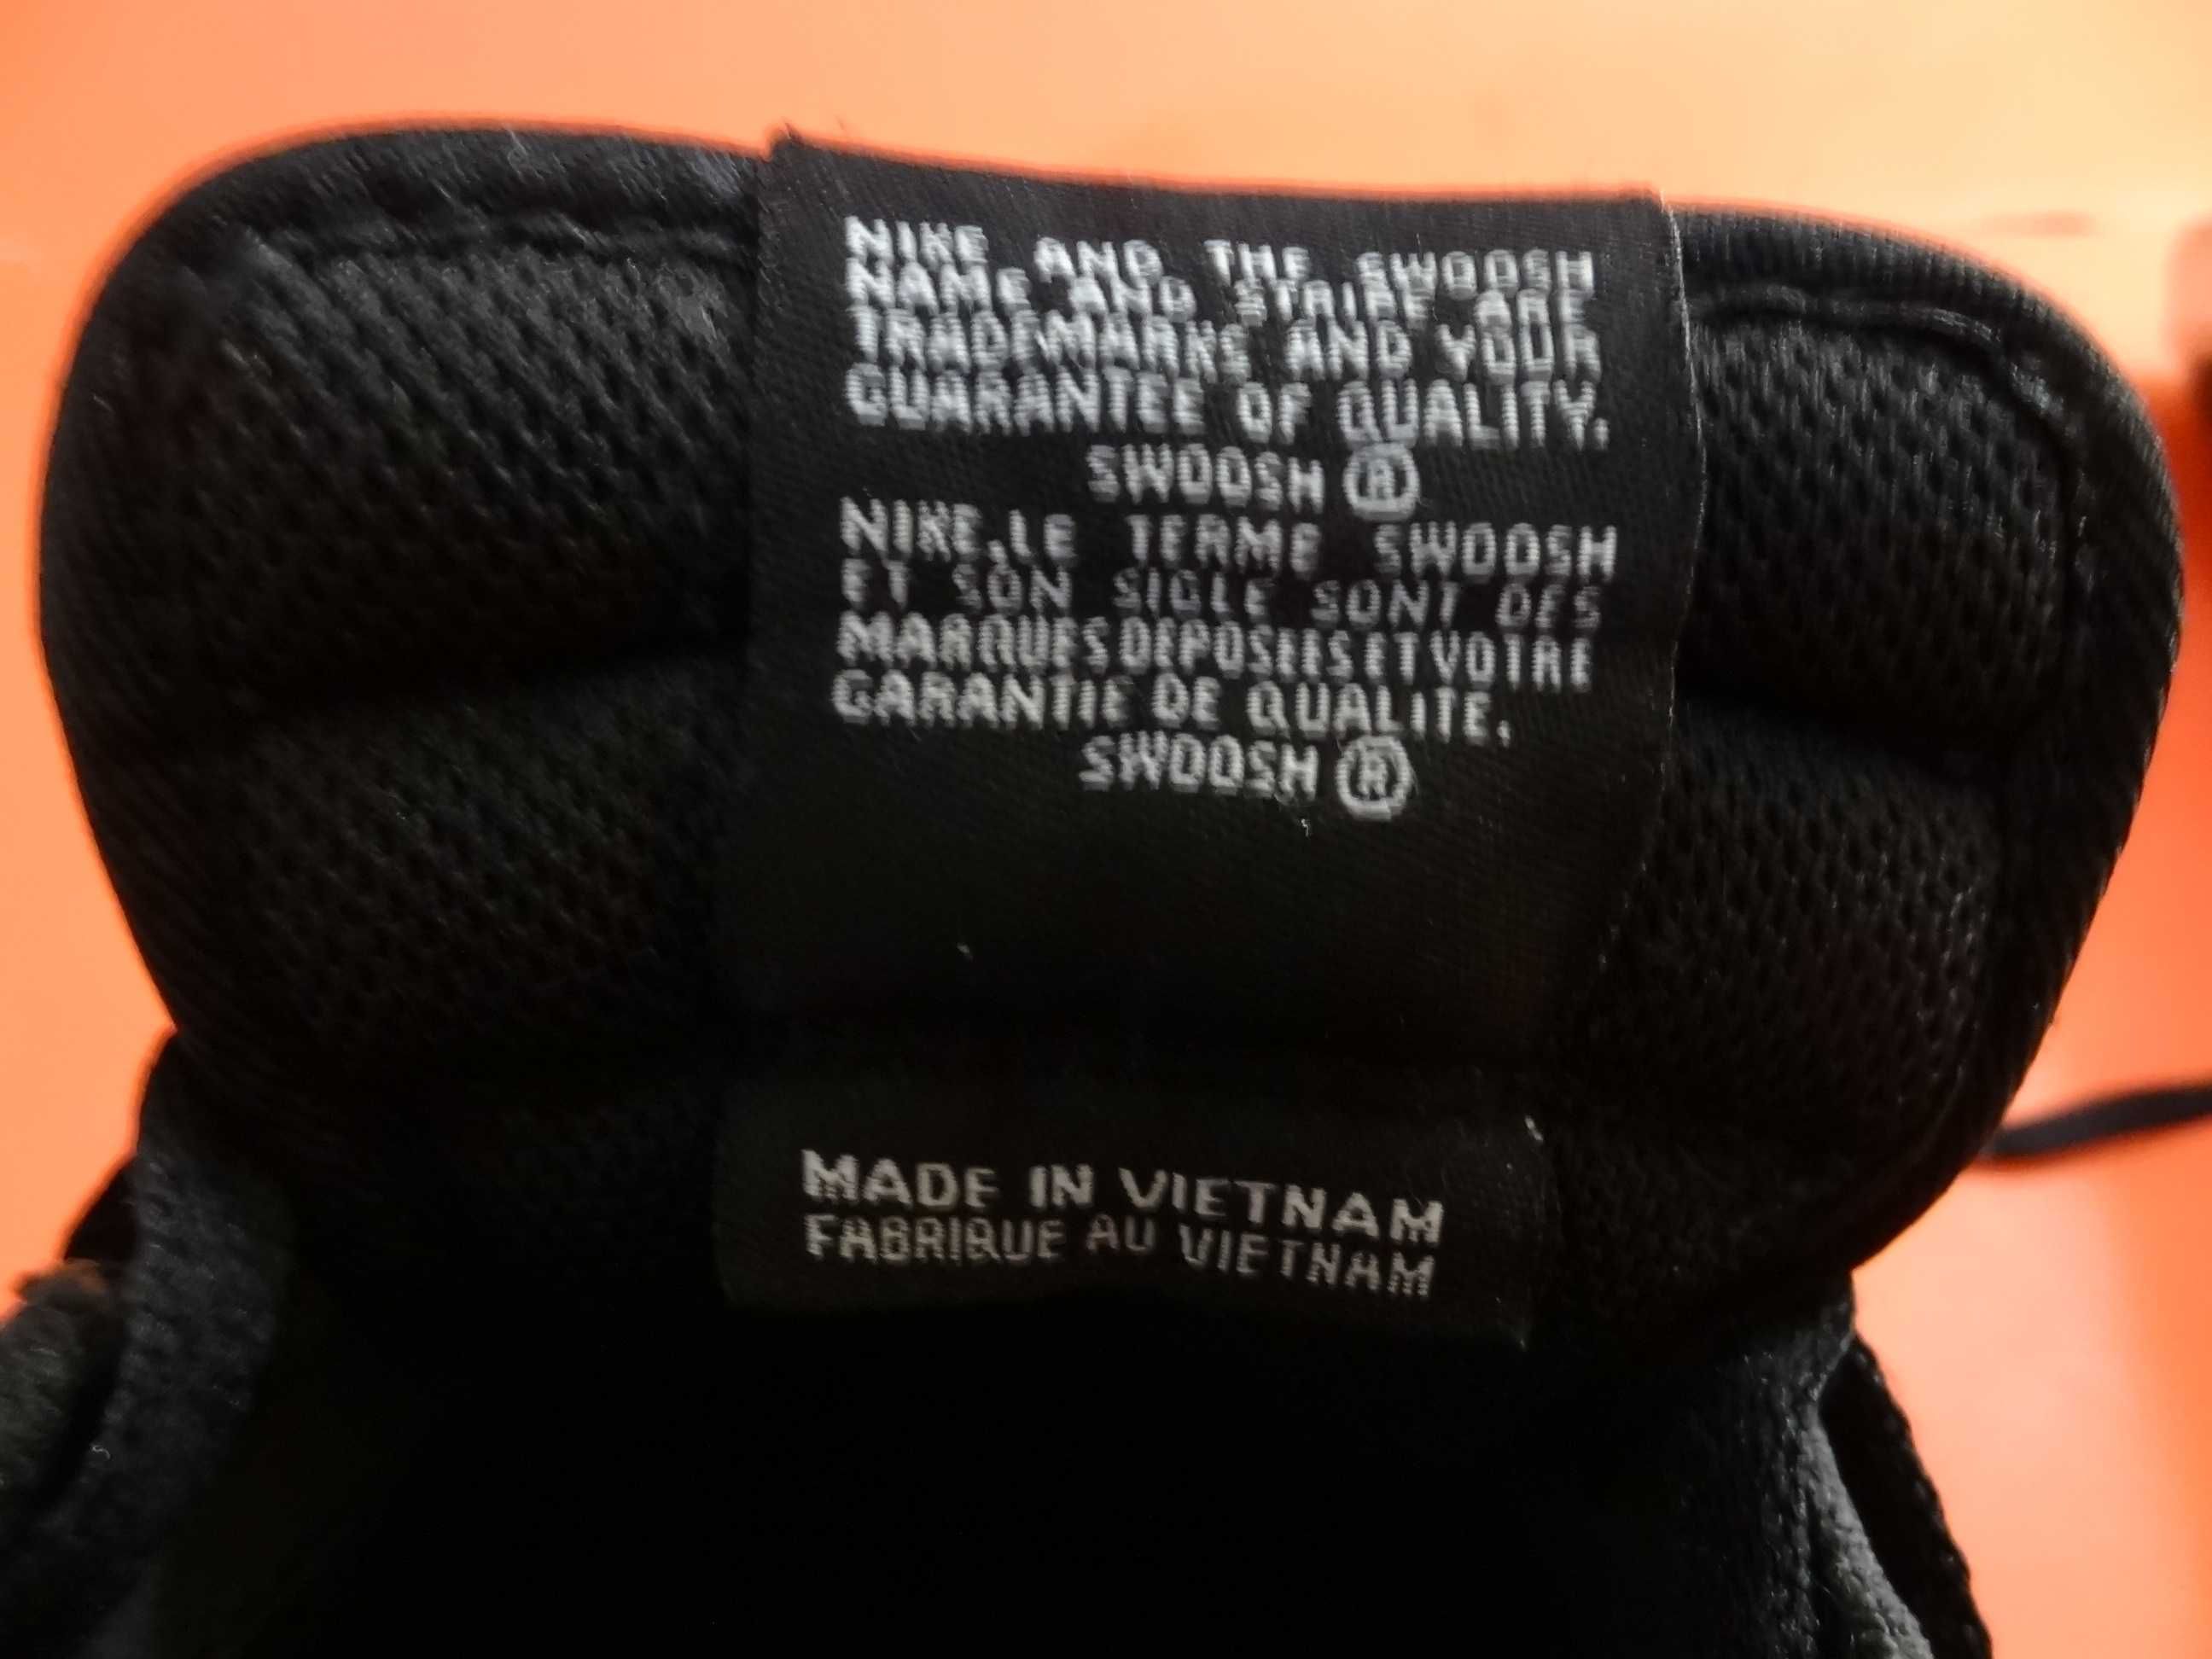 NIKE AND THE SWOOSH
NAME AND STRIPE ARE
TRADEMARKS AND YOUR
GUARANTEE OF QUALITY.
SWOOSH ®
NIKE,LE TERME SWOOSH
ET SON SIGLE SONT DES
MARQUES DEPOSEES ET VOTRE
GARANTIE DE QUALITE.
SWOOSH ®
MADE IN VIETNAM
FABRIQUE AU VIETNAM